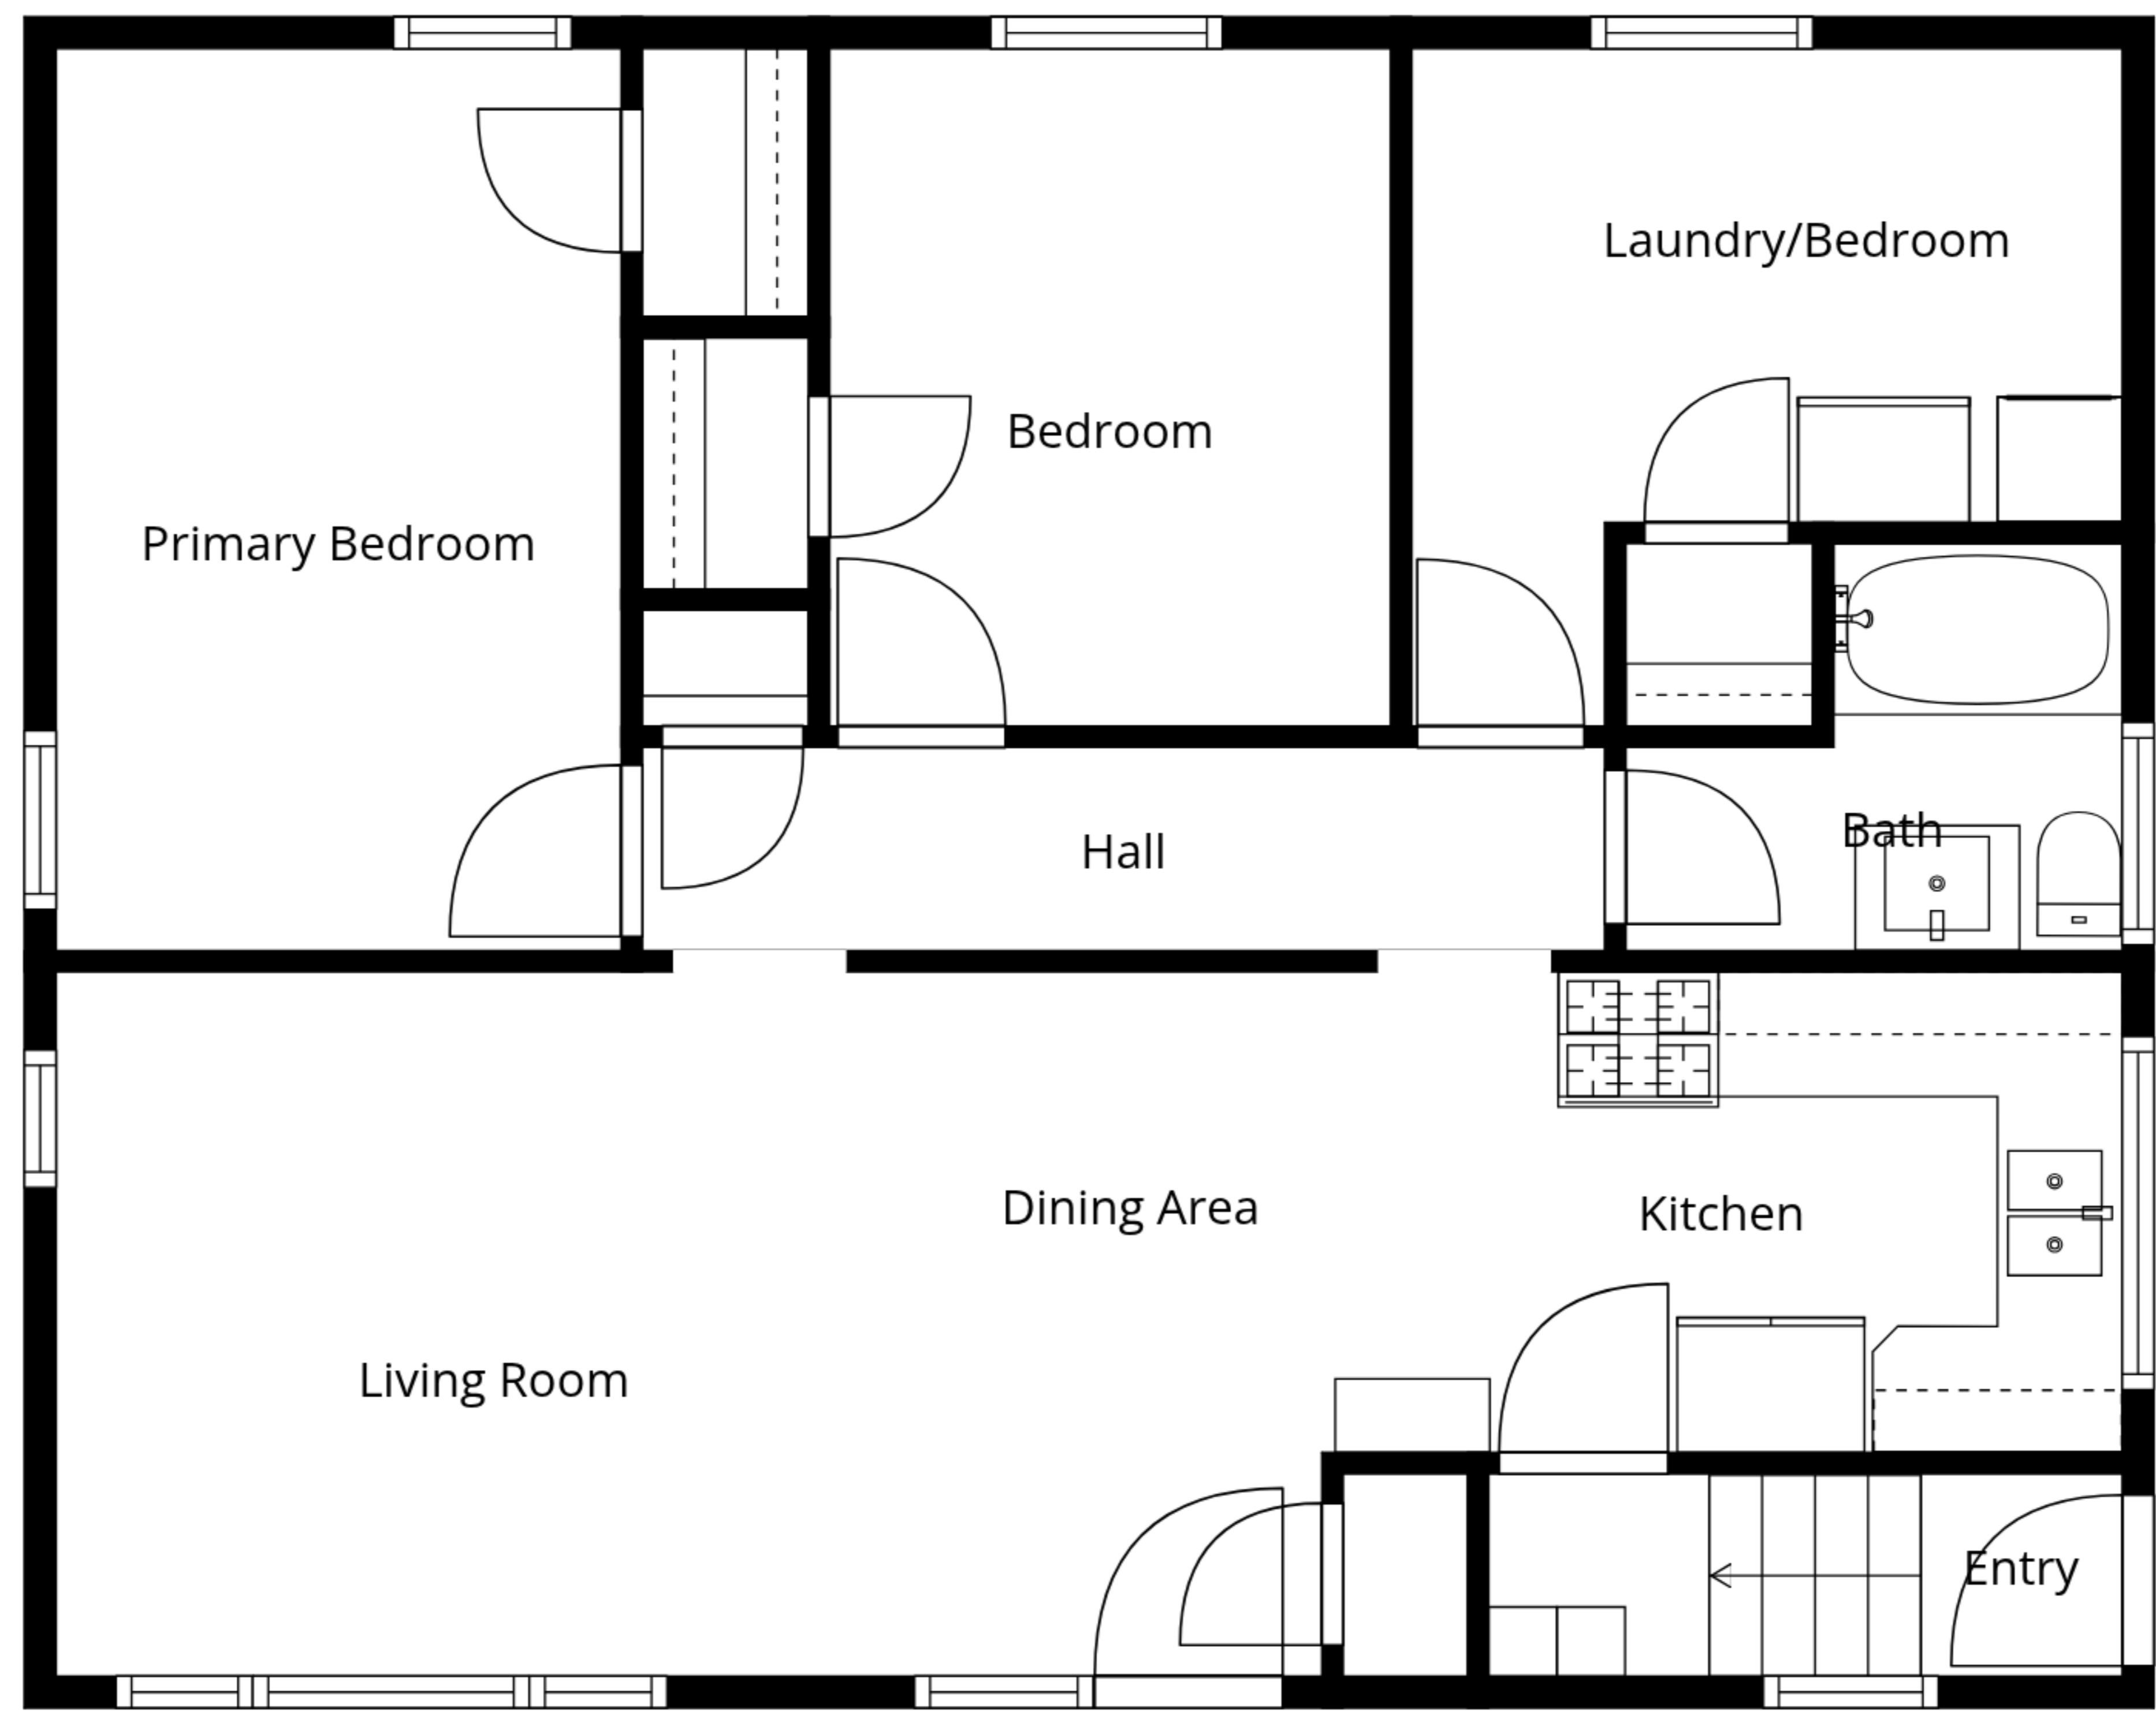 Laundry/Bedroom
Bedroom
Primary Bedroom
Bath
Hall
Dining Area
Kitchen
Living Room
Entry